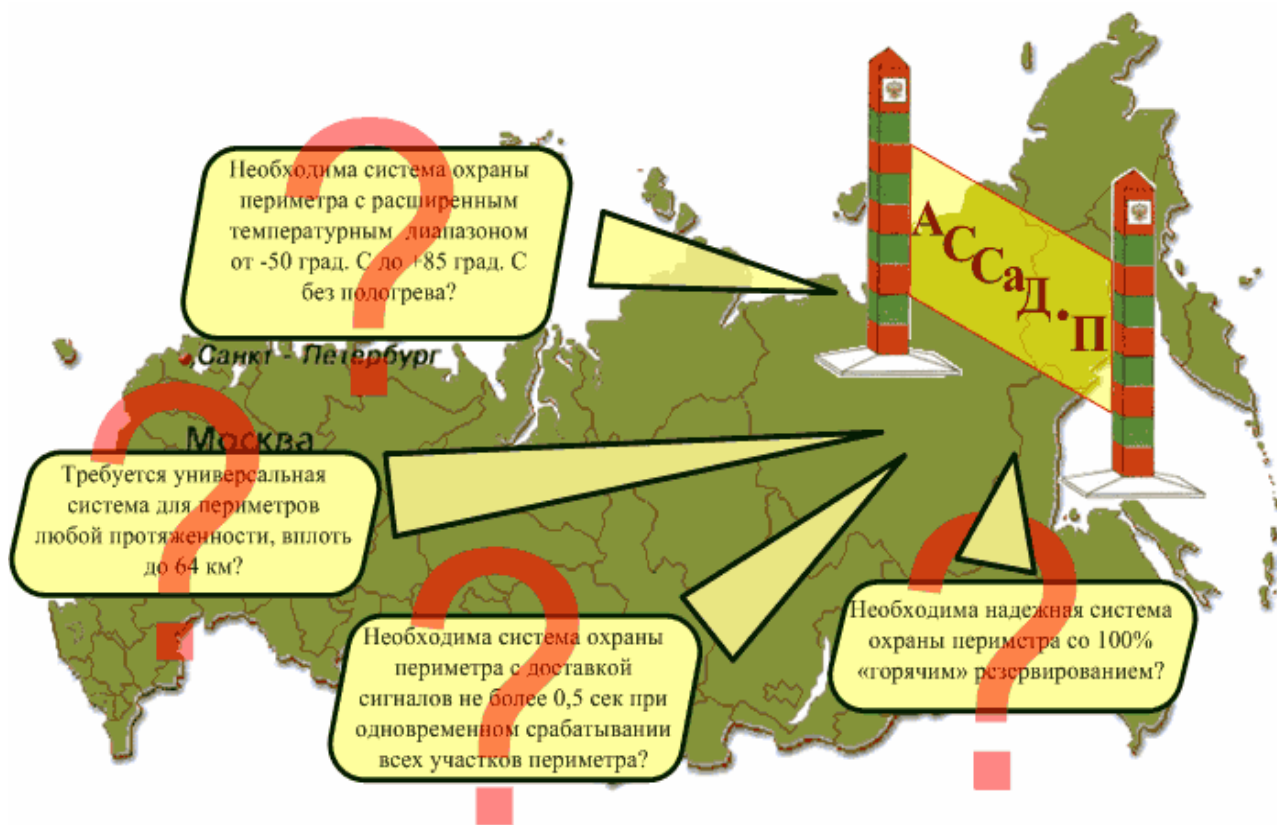 Необходима система охраны
периметра с расширенным
температурным диапазоном
от -50 град. С до +85 град. С
без подогрева?
АССаД.П
Санкт - Петербург
Москва
Требуется универсальная
система для периметров
любой протяженности, вплоть
до 64 км?
Необходима система охраны
периметра с доставкой
сигналов не более 0,5 сек при
одновременном срабатывании
всех участков периметра?
Необходима надежная система
охраны периметра со 100%
«горячим» резервированием?